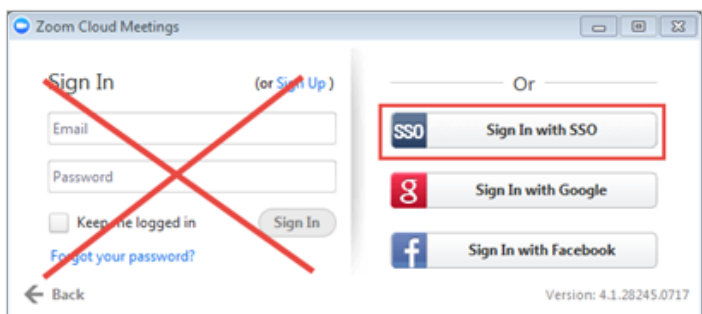 Zoom Cloud Meetings
Sign In (or Sign Up )
Email
Password
Keep me logged in Sign In
Forgot your password?
Back
Or
SSO Sign In with SSO
g Sign In with Google
f Sign In with Facebook
Version: 4.1.28245.0717